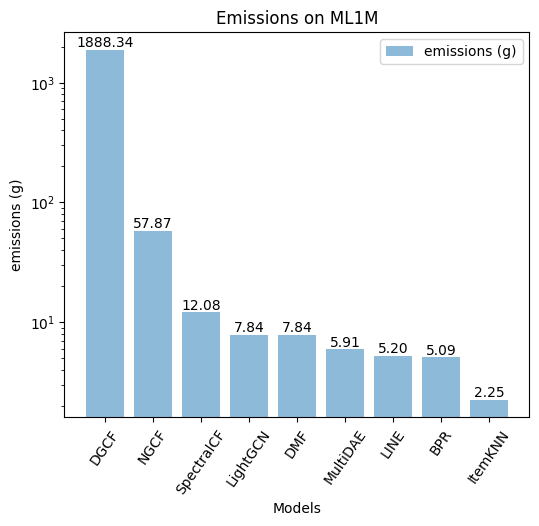 Emissions on ML1M
emissions (g)
emissions (g)
10³
10²
10¹
1888.34
57.87
12.08
7.84
7.84
5.91
5.20
5.09
2.25
DGCF
NGCF
SpectralCF
LightGCN
DMF
MultiDAE
LINE
BPR
ItemKNN
Models